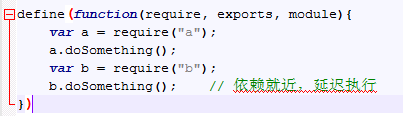 define(function(require, exports, module){
    var a = require("a");
    a.doSomething();
    var b = require("b");
    b.doSomething();    // 依赖就近，延迟执行
})